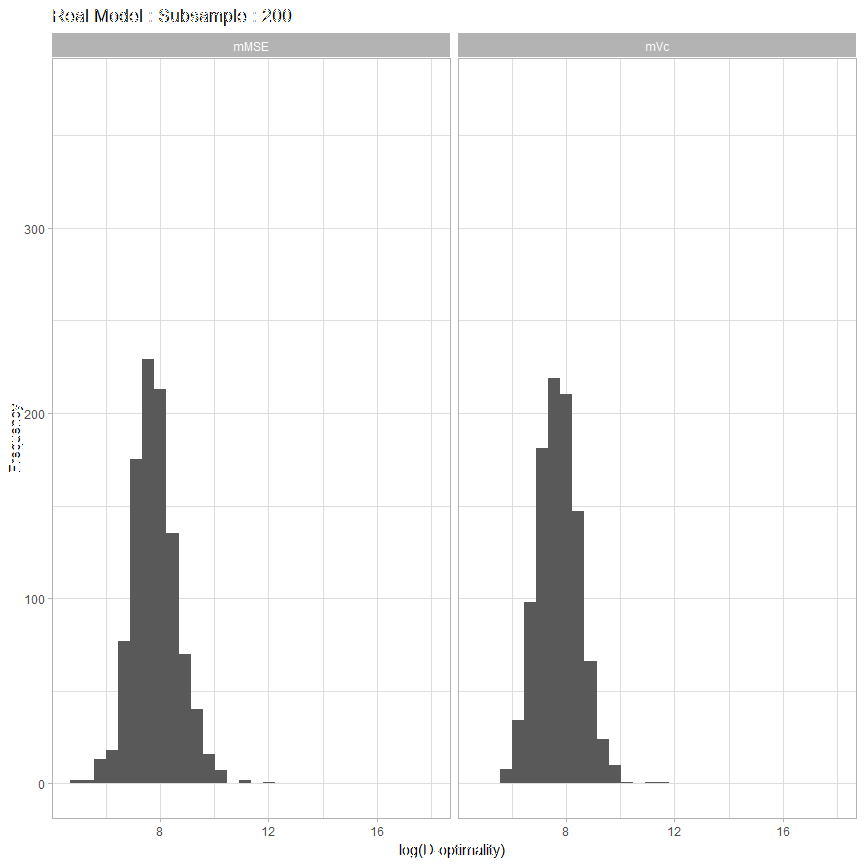 Real Model : Subsample : 200
mMSE
mVc
Frequency
300
200
100
0
8
12
16
8
12
16
log(D-optimality)